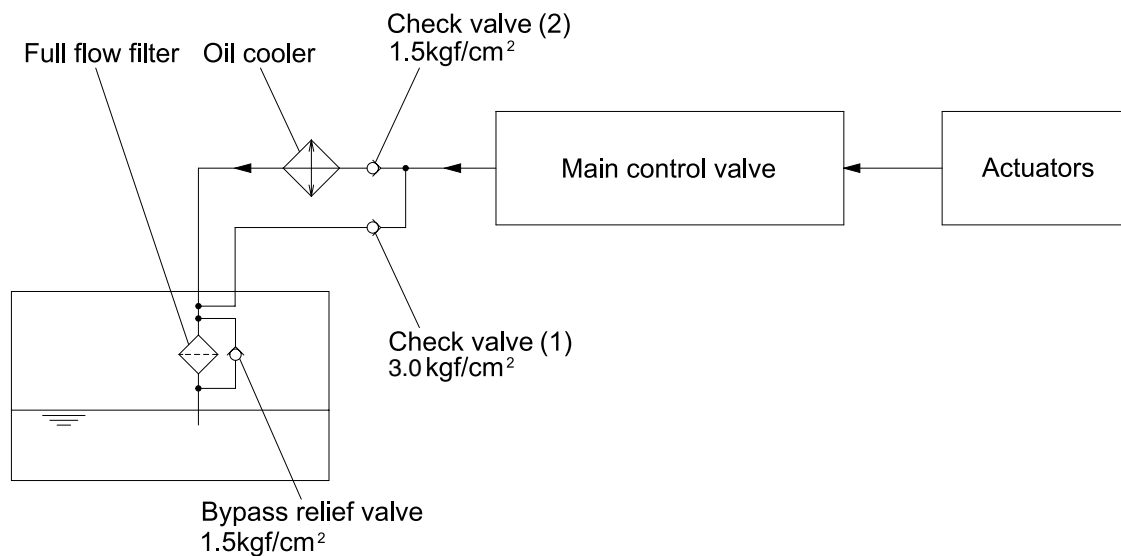 Check valve (2)
1.5kgf/cm²
Full flow filter
Oil cooler
Main control valve
Actuators
Check valve (1)
3.0kgf/cm²
Bypass relief valve
1.5kgf/cm²